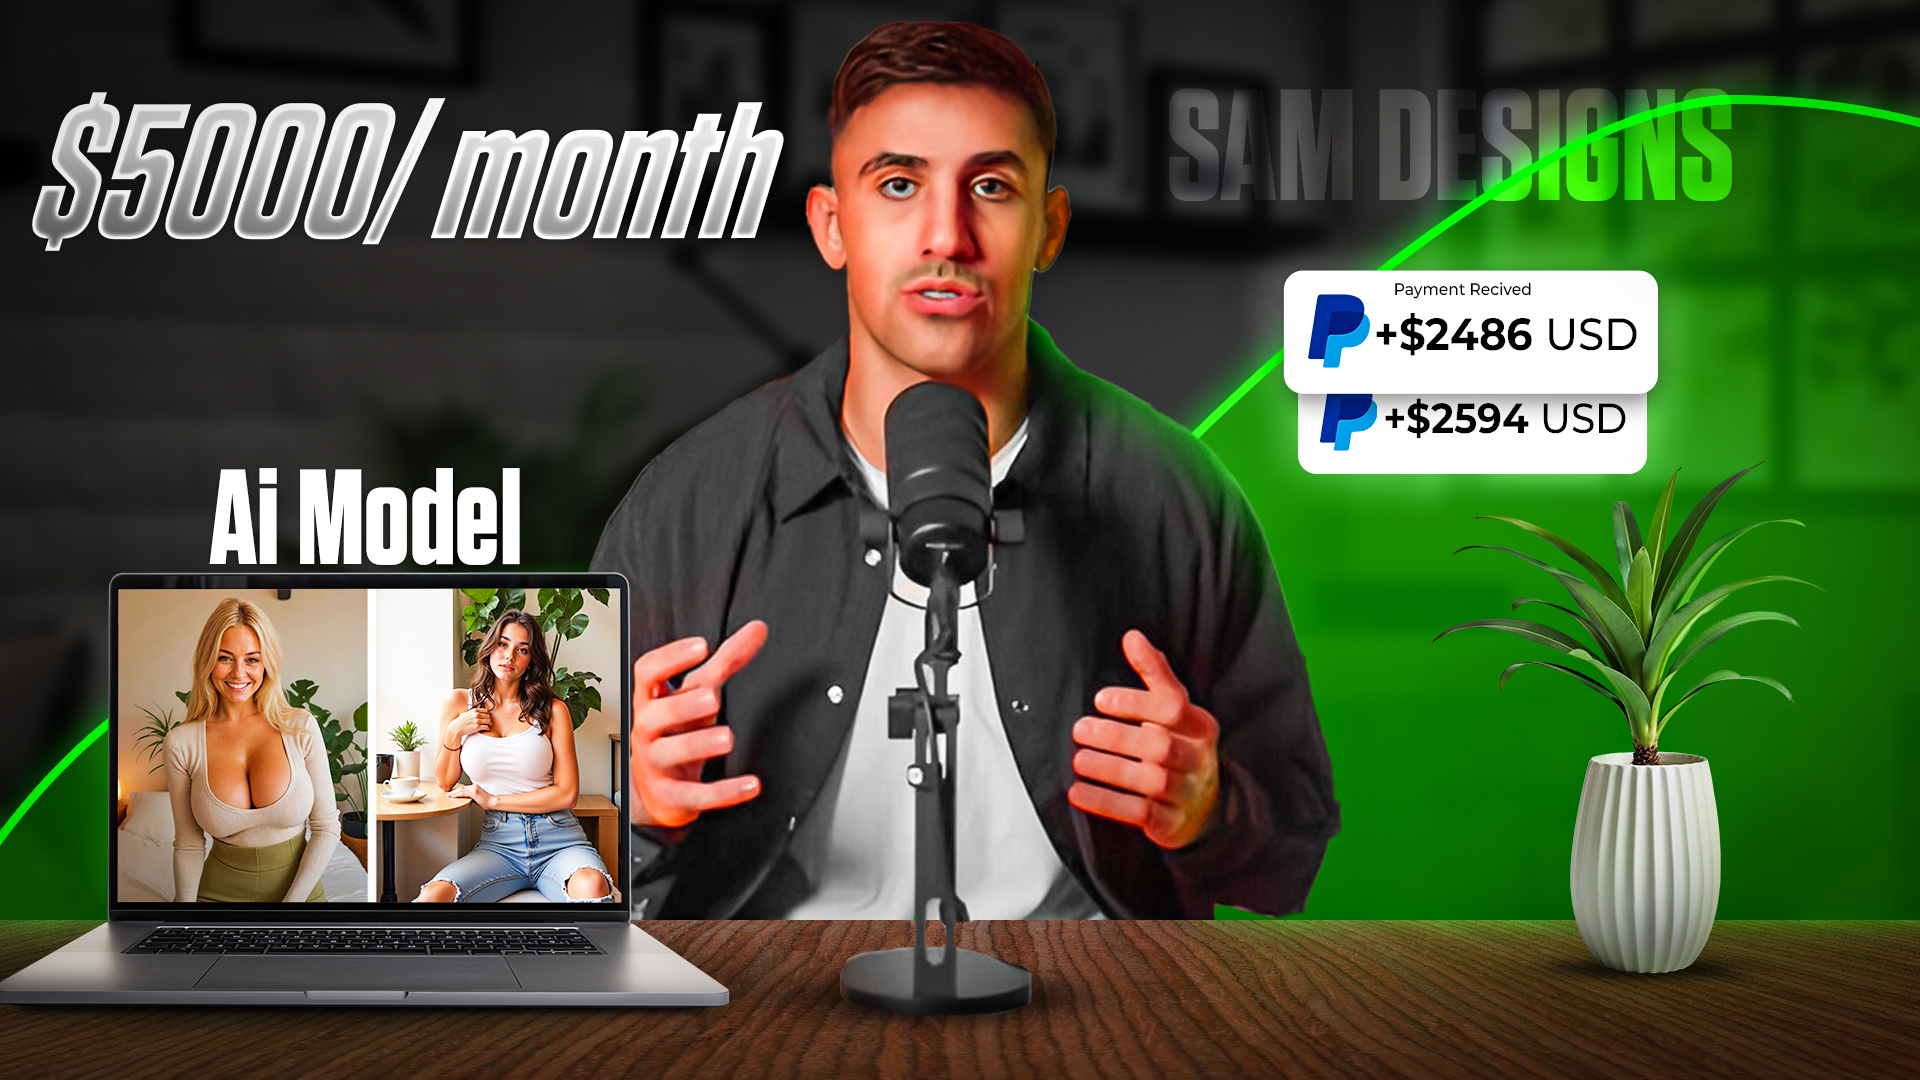 $5000/ month
SAM DESIGNS
Payment Recived
+$2486 USD
+$2594 USD
Ai Model